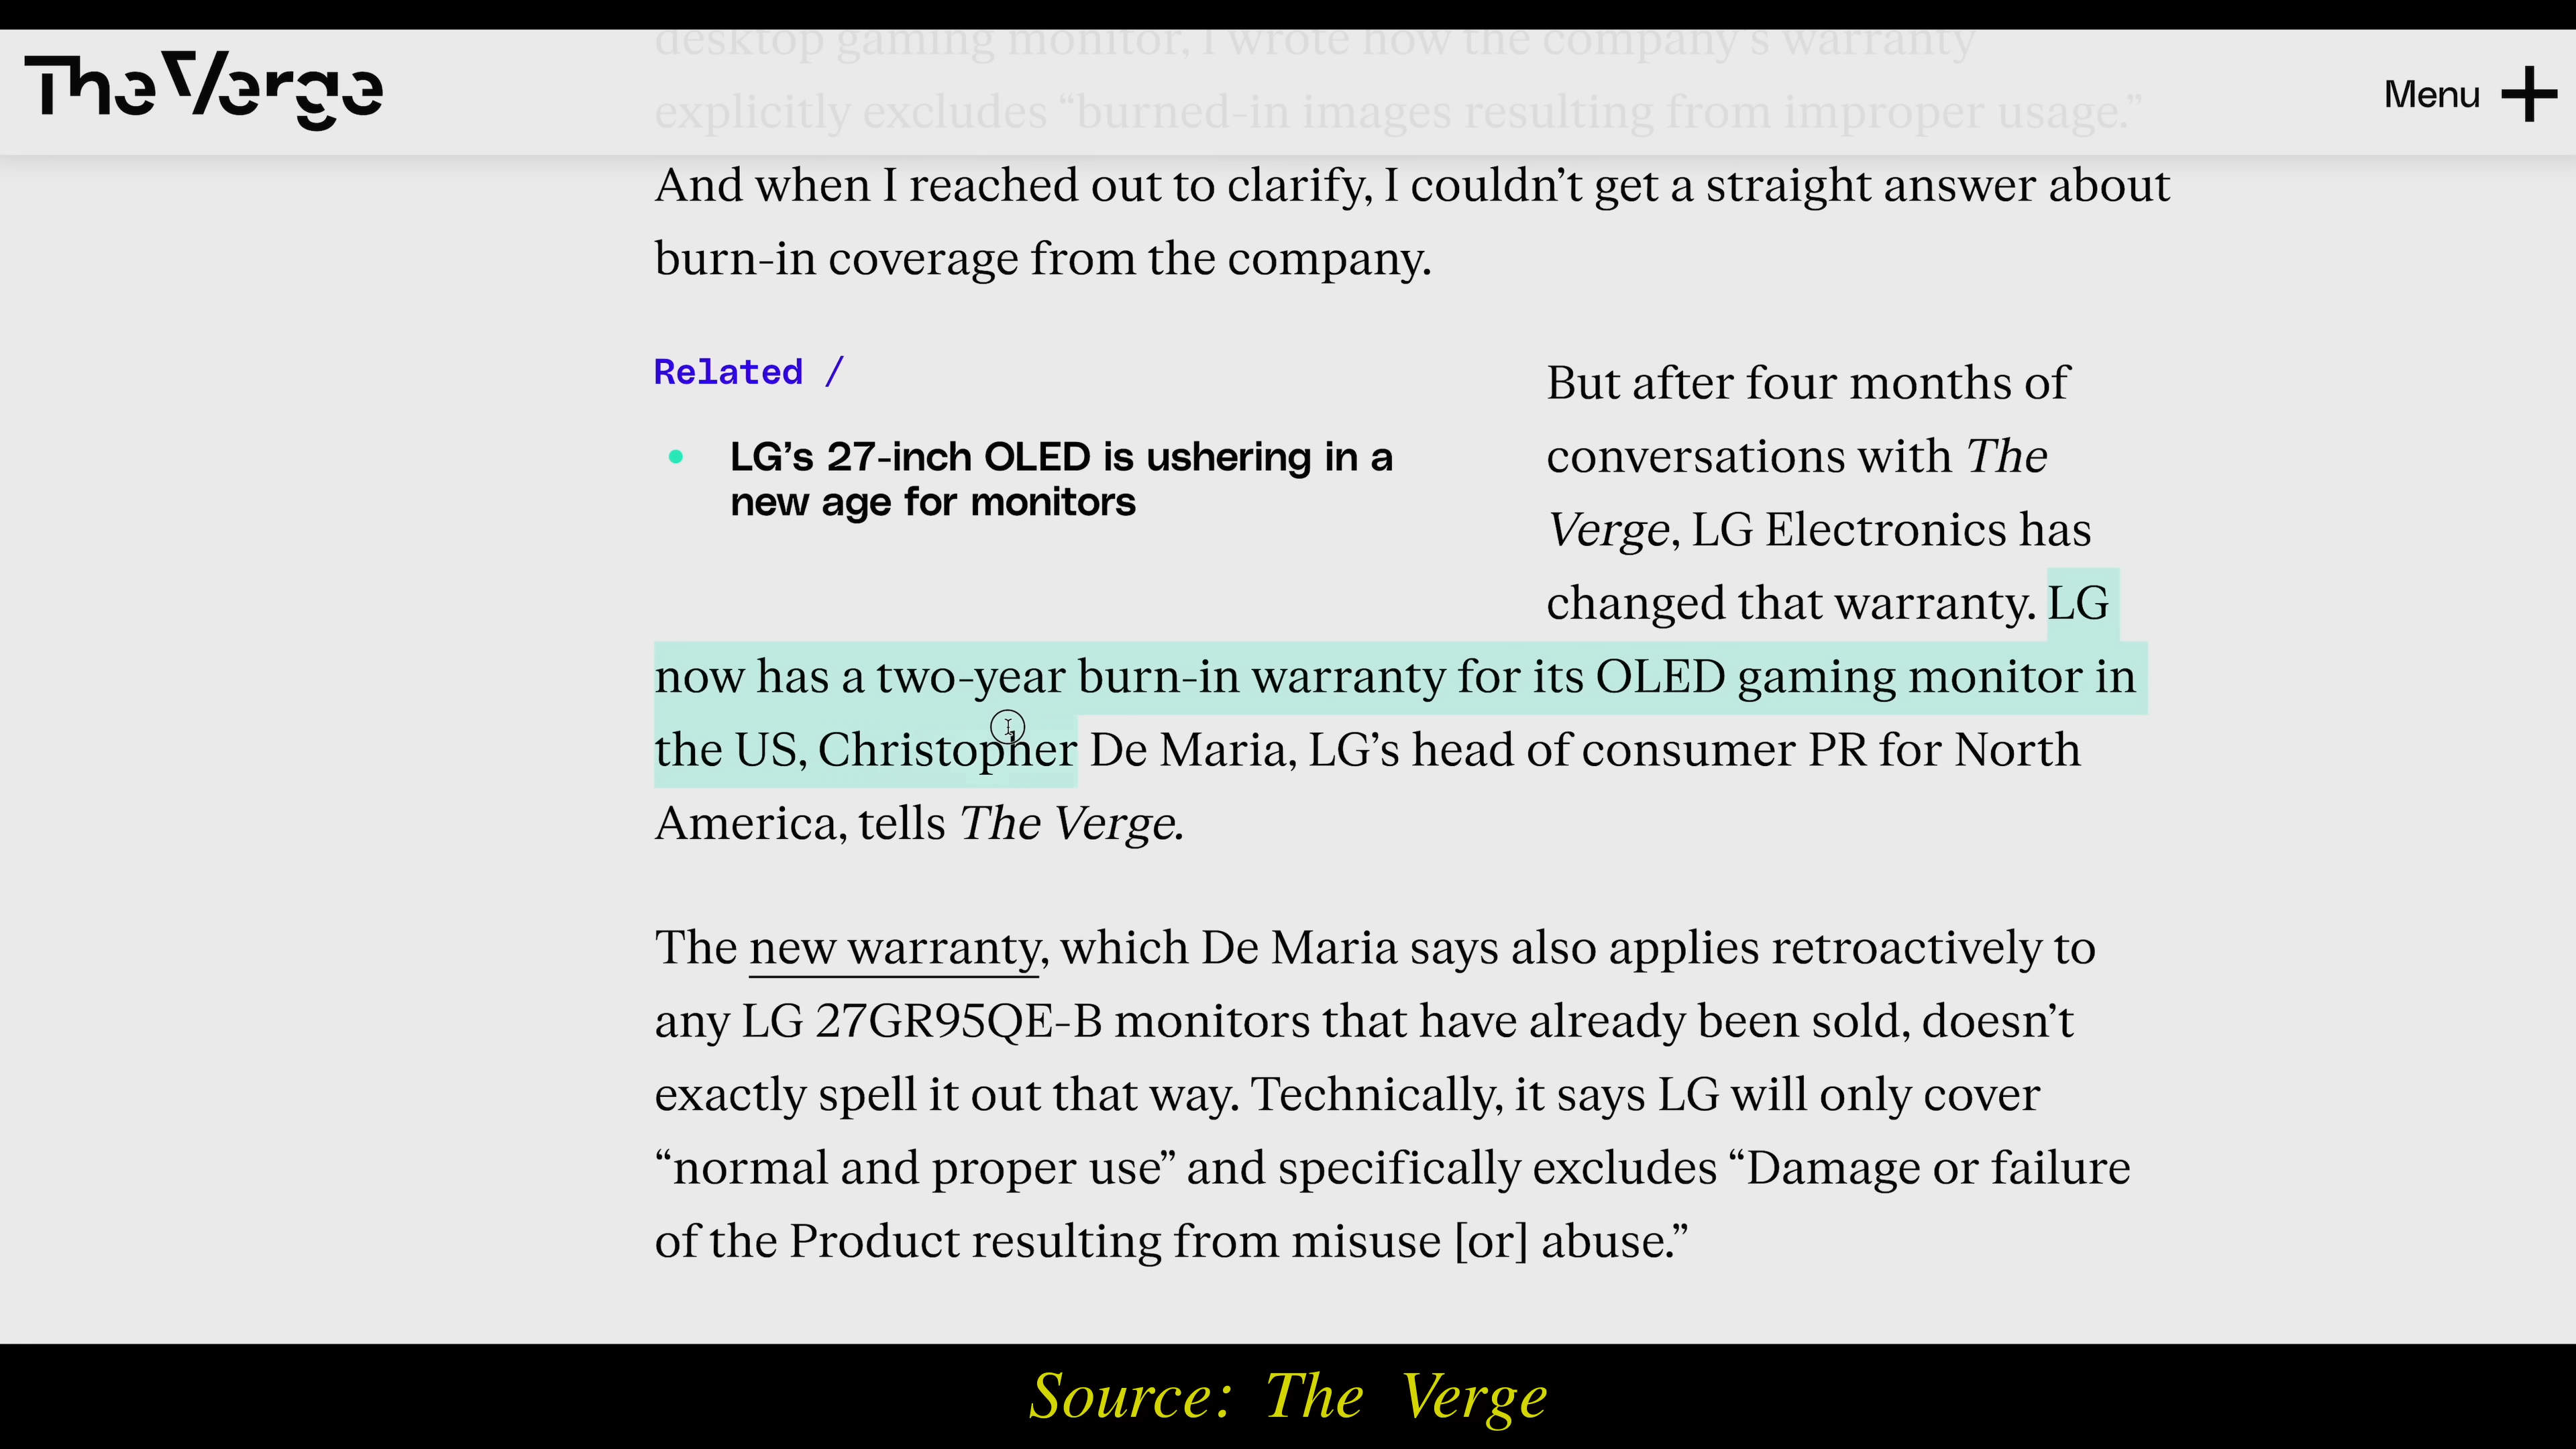 desktop gaming monitor, I wrote how the company's warranty
The Verge
Menu
explicitly excludes “burned-in images resulting from improper usage.”
And when I reached out to clarify, I couldn’t get a straight answer about
burn-in coverage from the company.
Related /
• LG’s 27-inch OLED is ushering in a
new age for monitors
But after four months of
conversations with The
Verge, LG Electronics has
changed that warranty. LG
now has a two-year burn-in warranty for its OLED gaming monitor in
the US, Christopher De Maria, LG’s head of consumer PR for North
America, tells The Verge.
The new warranty, which De Maria says also applies retroactively to
any LG 27GR95QE-B monitors that have already been sold, doesn’t
exactly spell it out that way. Technically, it says LG will only cover
“normal and proper use” and specifically excludes “Damage or failure
of the Product resulting from misuse [or] abuse.”
Source: The Verge